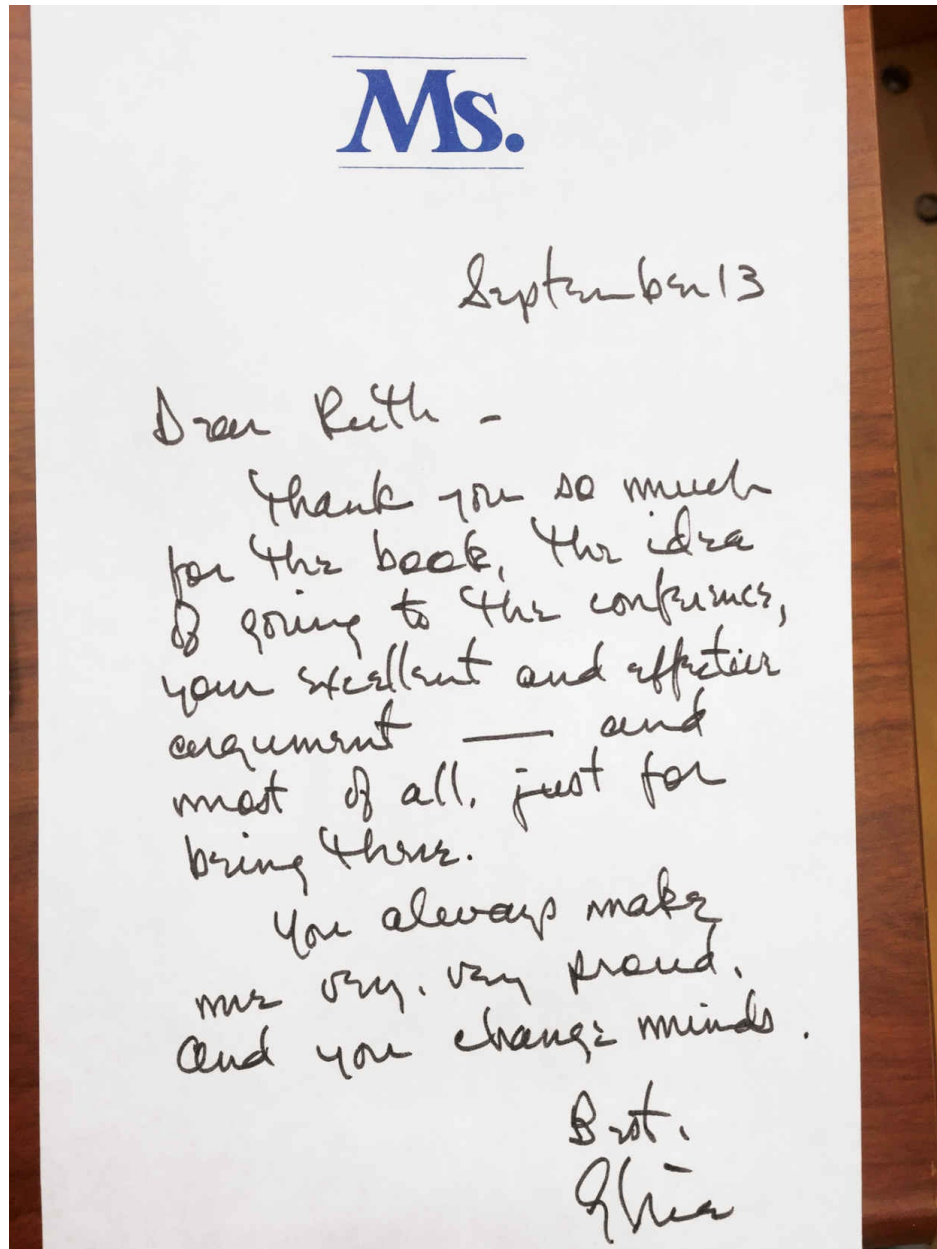 Ms.
September 13
Dear Ruth -
Thank you so much
for the book, the idea
of going to the conference,
your excellent and effective
argument — and
most of all, just for
being there.
You always make
me very, very proud.
And you change minds.
Best,
Gloria